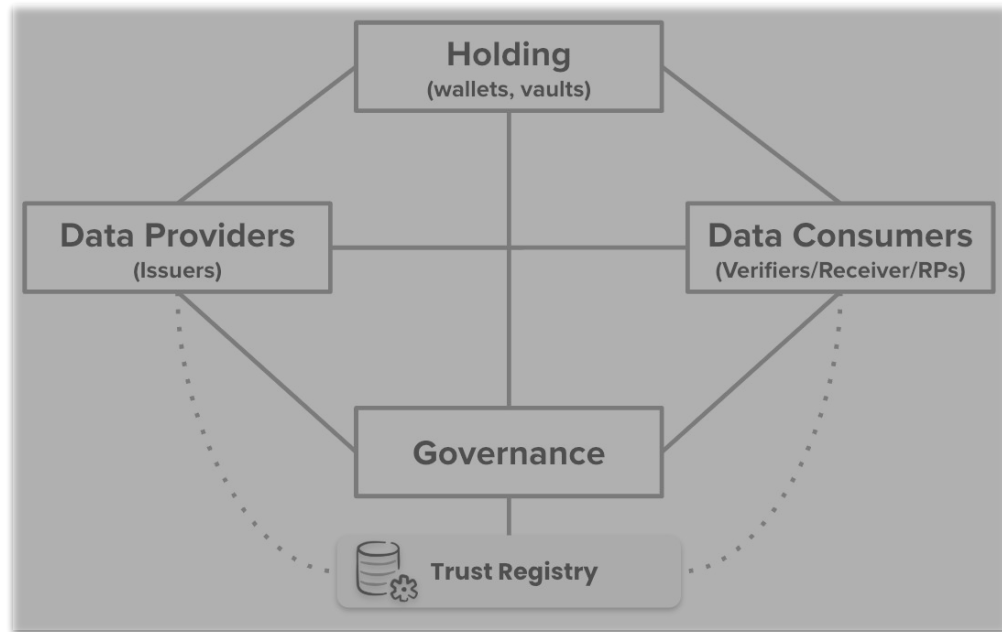 Holding
(wallets, vaults)
Data Providers
(Issuers)
Data Consumers
(Verifiers/Receiver/RPs)
Governance
Trust Registry